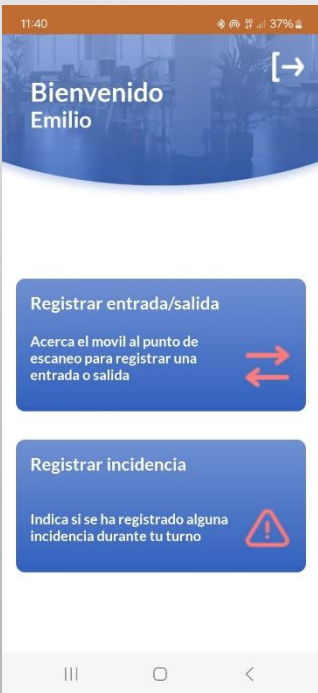 11:40
37%
Bienvenido
Emilio
Registrar entrada/salida
Acerca el movil al punto de
escaneo para registrar una
entrada o salida
Registrar incidencia
Indica si se ha registrado alguna
incidencia durante tu turno